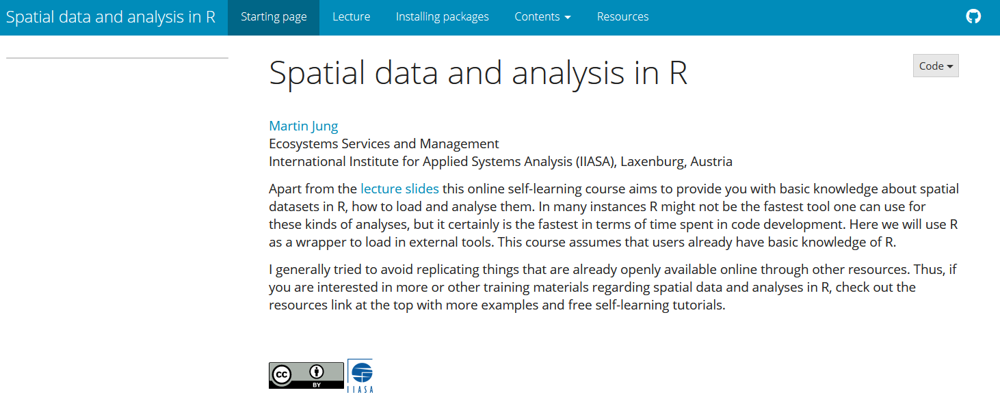 Spatial data and analysis in R Starting page Lecture Installing packages Contents Resources
Spatial data and analysis in R
Code
Martin Jung
Ecosystems Services and Management
International Institute for Applied Systems Analysis (IIASA), Laxenburg, Austria
Apart from the lecture slides this online self-learning course aims to provide you with basic knowledge about spatial
datasets in R, how to load and analyse them. In many instances R might not be the fastest tool one can use for
these kinds of analyses, but it certainly is the fastest in terms of time spent in code development. Here we will use R
as a wrapper to load in external tools. This course assumes that users already have basic knowledge of R.
I generally tried to avoid replicating things that are already openly available online through other resources. Thus, if
you are interested in more or other training materials regarding spatial data and analyses in R, check out the
resources link at the top with more examples and free self-learning tutorials.
cc
BY
IIASA